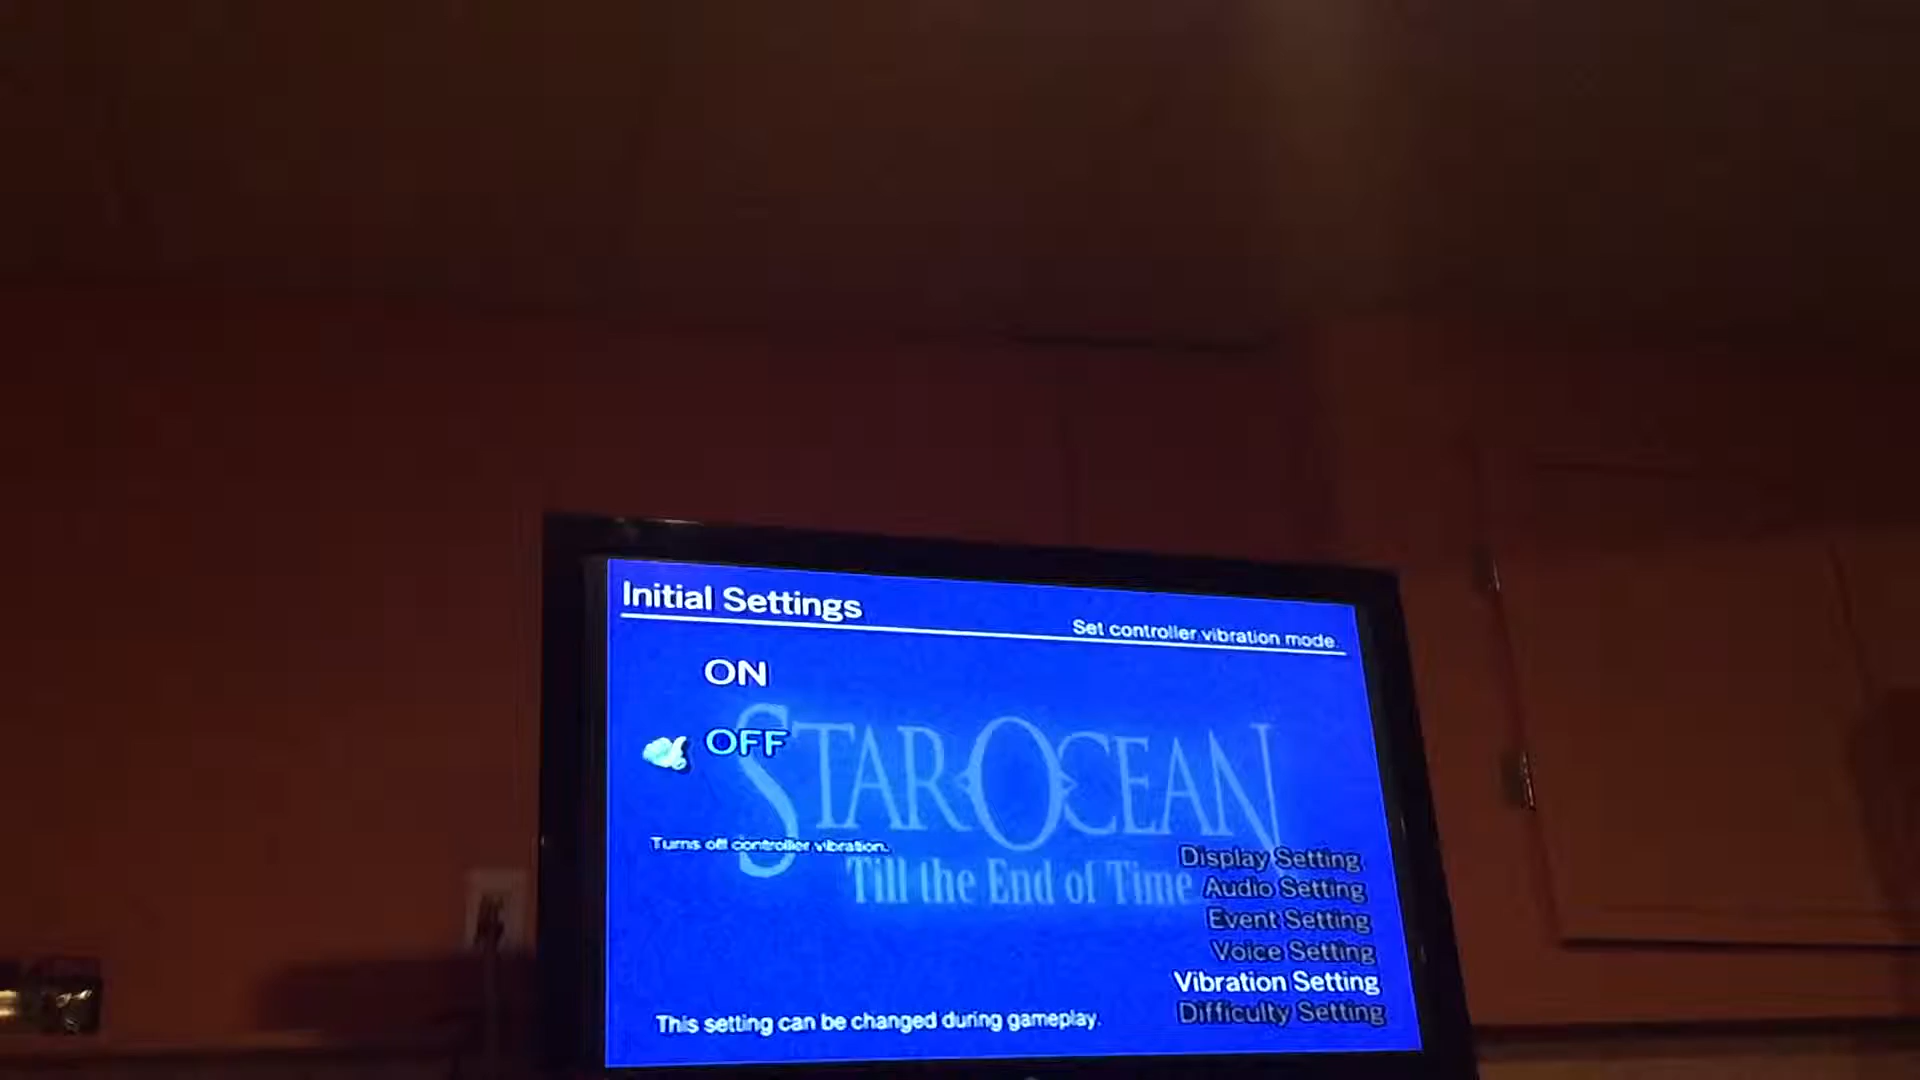 Initial Settings
Set controller vibration mode.
ON
OFF
STAR OCEAN
Till the End of Time
Turns off controller vibration.
Display Setting
Audio Setting
Event Setting
Voice Setting
Vibration Setting
Difficulty Setting
This setting can be changed during gameplay.